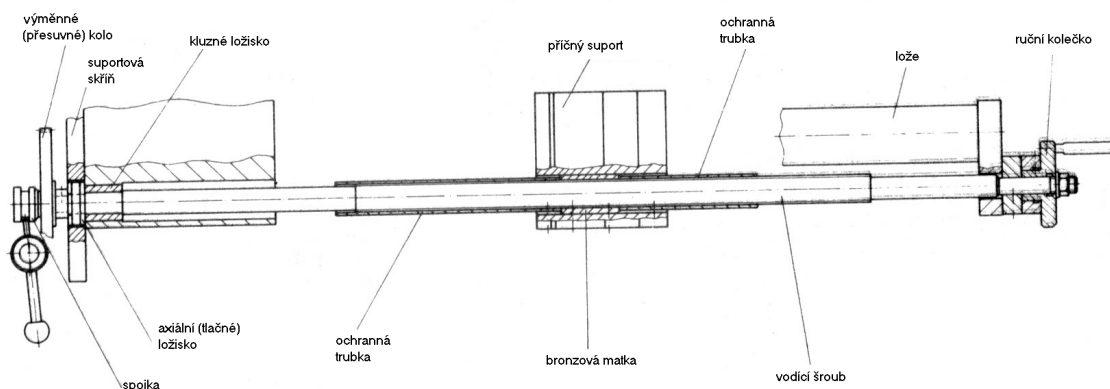 výměnné
(přesuvné) kolo
suportová
skříň
kluzné ložisko
příčný suport
ochranná
trubka
lože
ruční kolečko
axiální (tlačné)
ložisko
spojka
ochranná
trubka
bronzová matka
vodící šroub